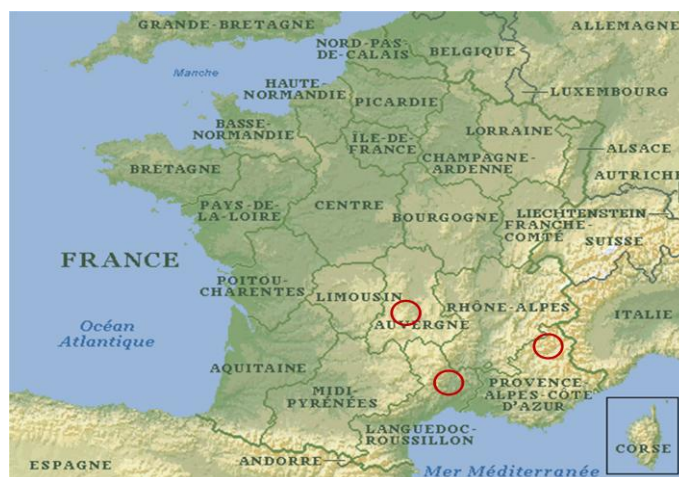 GRANDE-BRETAGNE
ALLEMAGNE
NORD-PAS-
DE-CALAIS
BELGIQUE
Manche
HAUTE-
NORMANDIE
LUXEMBOURG
PICARDIE
BASSE-
NORMANDIE
LORRAINE
ÎLE-DE-
FRANCE
ALSACE
CHAMPAGNE-
ARDENNE
BRETAGNE
AUTRICHE
PAYS-DE-
LA-LOIRE
CENTRE
BOURGOGNE
LIECHTENSTEIN
FRANCHE-
COMTÉ
SUISSE
FRANCE
POITOU-
CHARENTES
LIMOUSIN
RHÔNE-ALPES
AUVERGNE
ITALIE
Océan
Atlantique
AQUITAINE
MIDI-
PYRÉNÉES
PROVENCE
ALPES-CÔTE
D'AZUR
LANGUEDOC-
ROUSSILLON
CORSE
ANDORRE
ESPAGNE
Mer Méditerranée